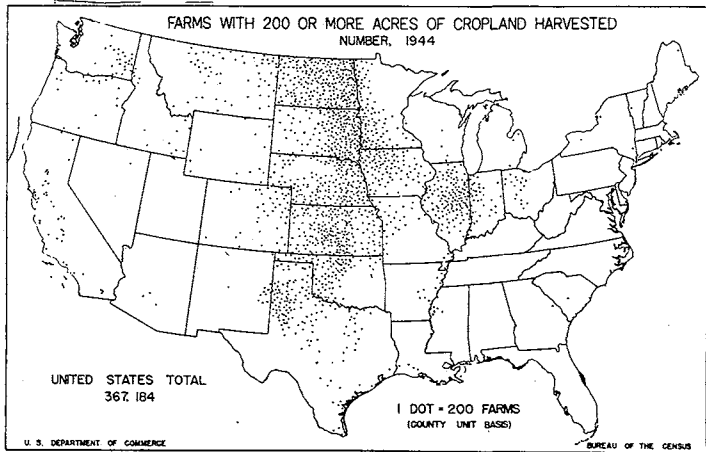 FARMS WITH 200 OR MORE ACRES OF CROPLAND HARVESTED
NUMBER, 1944
UNITED STATES TOTAL
367,184
1 DOT = 200 FARMS
(COUNTY UNIT BASIS)
U. S. DEPARTMENT OF COMMERCE
BUREAU OF THE CENSUS